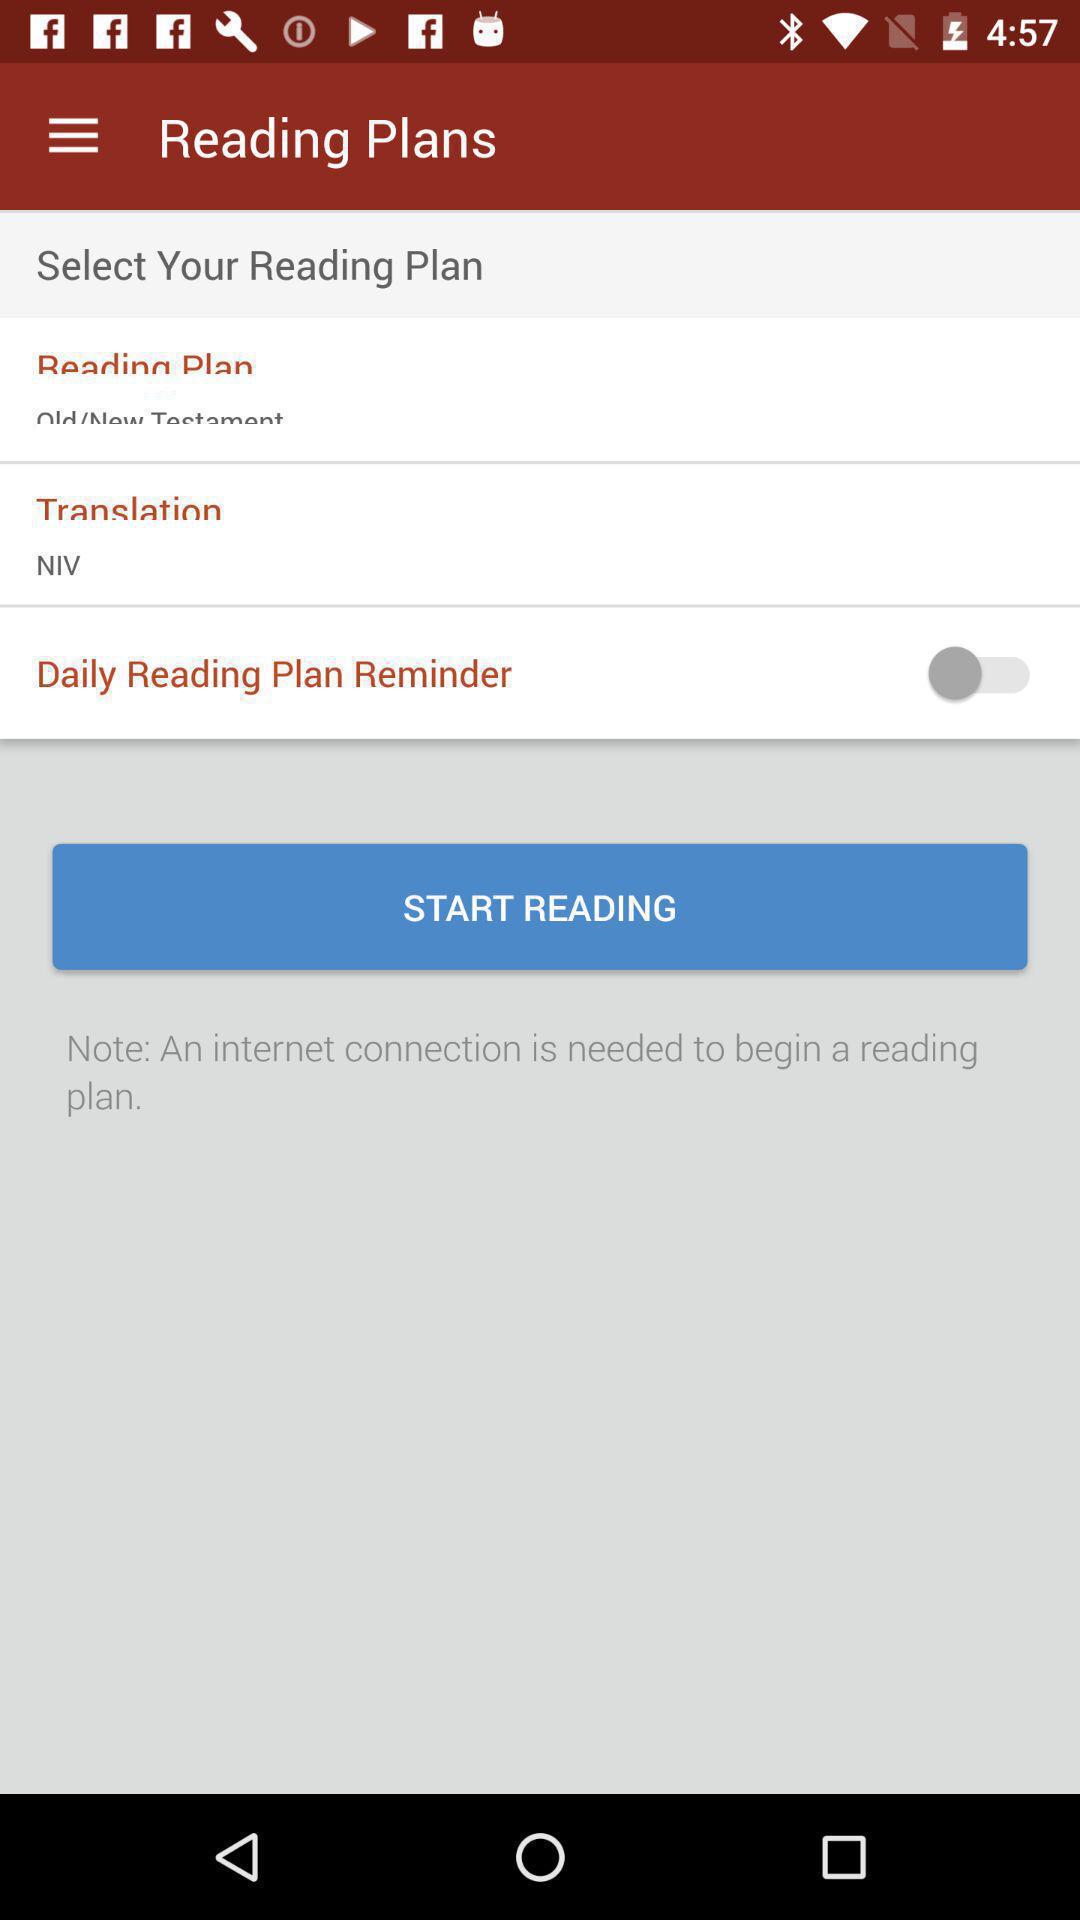 4:57
Reading Plans
Select Your Reading Plan
Reading Plan
Old/New Testament
Translation
NIV
Daily Reading Plan Reminder
START READING
Note: An internet connection is needed to begin a reading
plan.